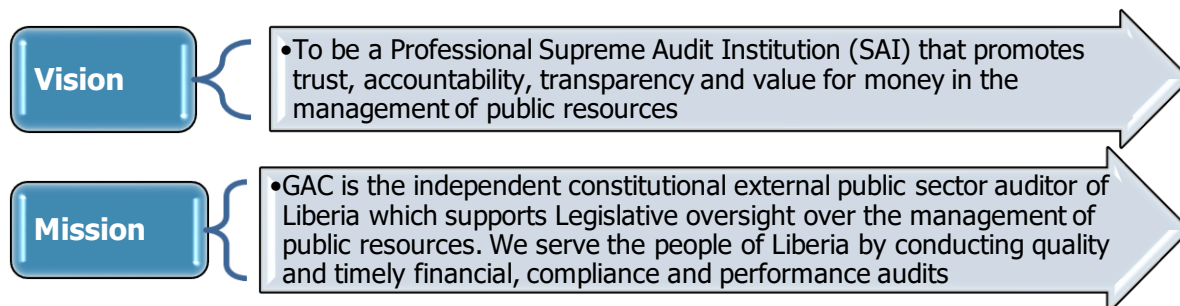 Vision
•To be a Professional Supreme Audit Institution (SAI) that promotes
trust, accountability, transparency and value for money in the
management of public resources
Mission
•GAC is the independent constitutional external public sector auditor of
Liberia which supports Legislative oversight over the management of
public resources. We serve the people of Liberia by conducting quality
and timely financial, compliance and performance audits